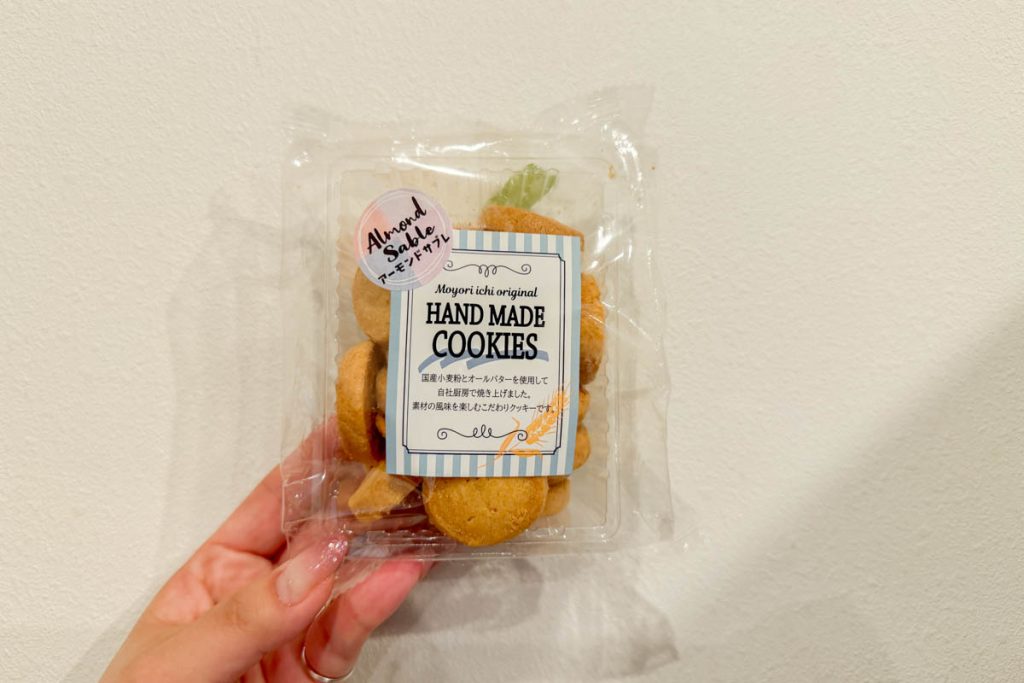 Almond
Sable
アーモンドサブレ
Moyori ichi original
HAND MADE
COOKIES
国産小麦粉とオールバターを使用して
自社厨房で焼き上げました。
素材の風味を楽しむこだわりクッキーです。